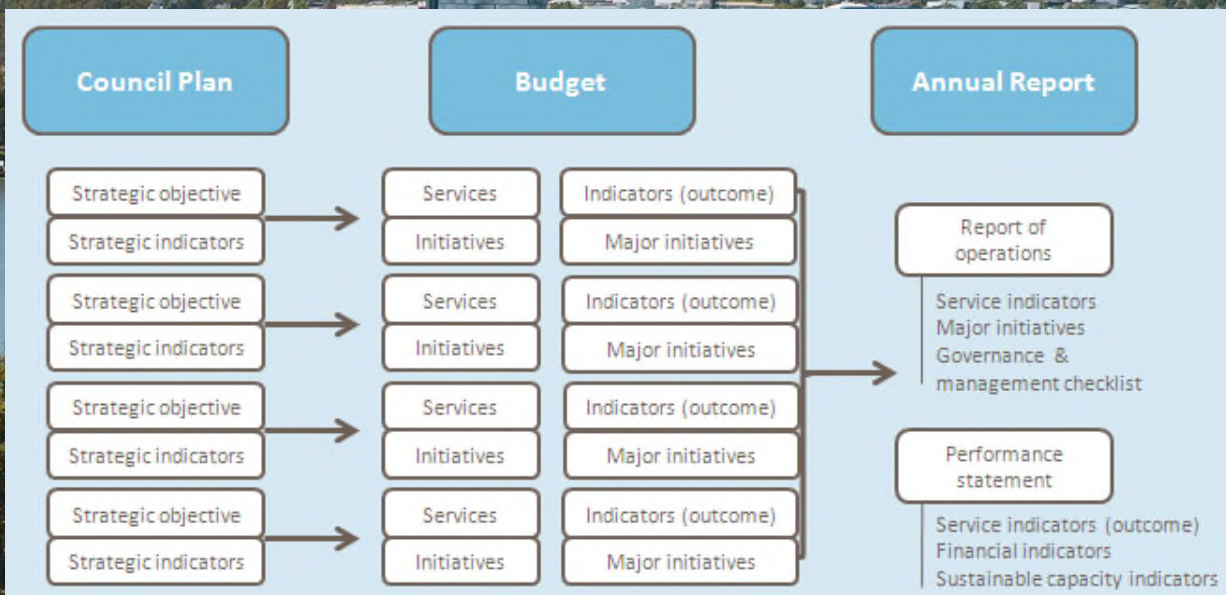 Council Plan
Budget
Annual Report
Strategic objective
Strategic indicators
Services
Initiatives
Indicators (outcome)
Major initiatives
Strategic objective
Strategic indicators
Services
Initiatives
Indicators (outcome)
Major initiatives
Strategic objective
Strategic indicators
Services
Initiatives
Indicators (outcome)
Major initiatives
Strategic objective
Strategic indicators
Services
Initiatives
Indicators (outcome)
Major initiatives
Report of
operations
Service indicators
Major initiatives
Governance &
management checklist
Performance
statement
Service indicators (outcome)
Financial indicators
Sustainable capacity indicators